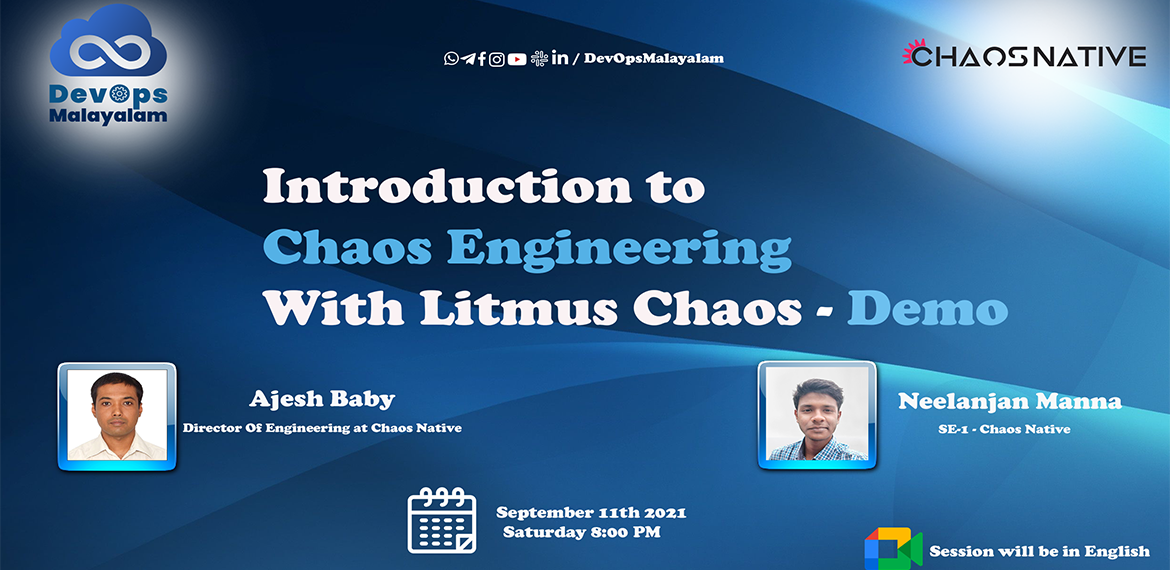 DevOps
Malayalam
/ DevOpsMalayalam
CHAOSNATIVE
Introduction to
Chaos Engineering
With Litmus Chaos - Demo
Ajesh Baby
Director Of Engineering at Chaos Native
Neelanjan Manna
SE-1 - Chaos Native
September 11th 2021
Saturday 8:00 PM
Session will be in English